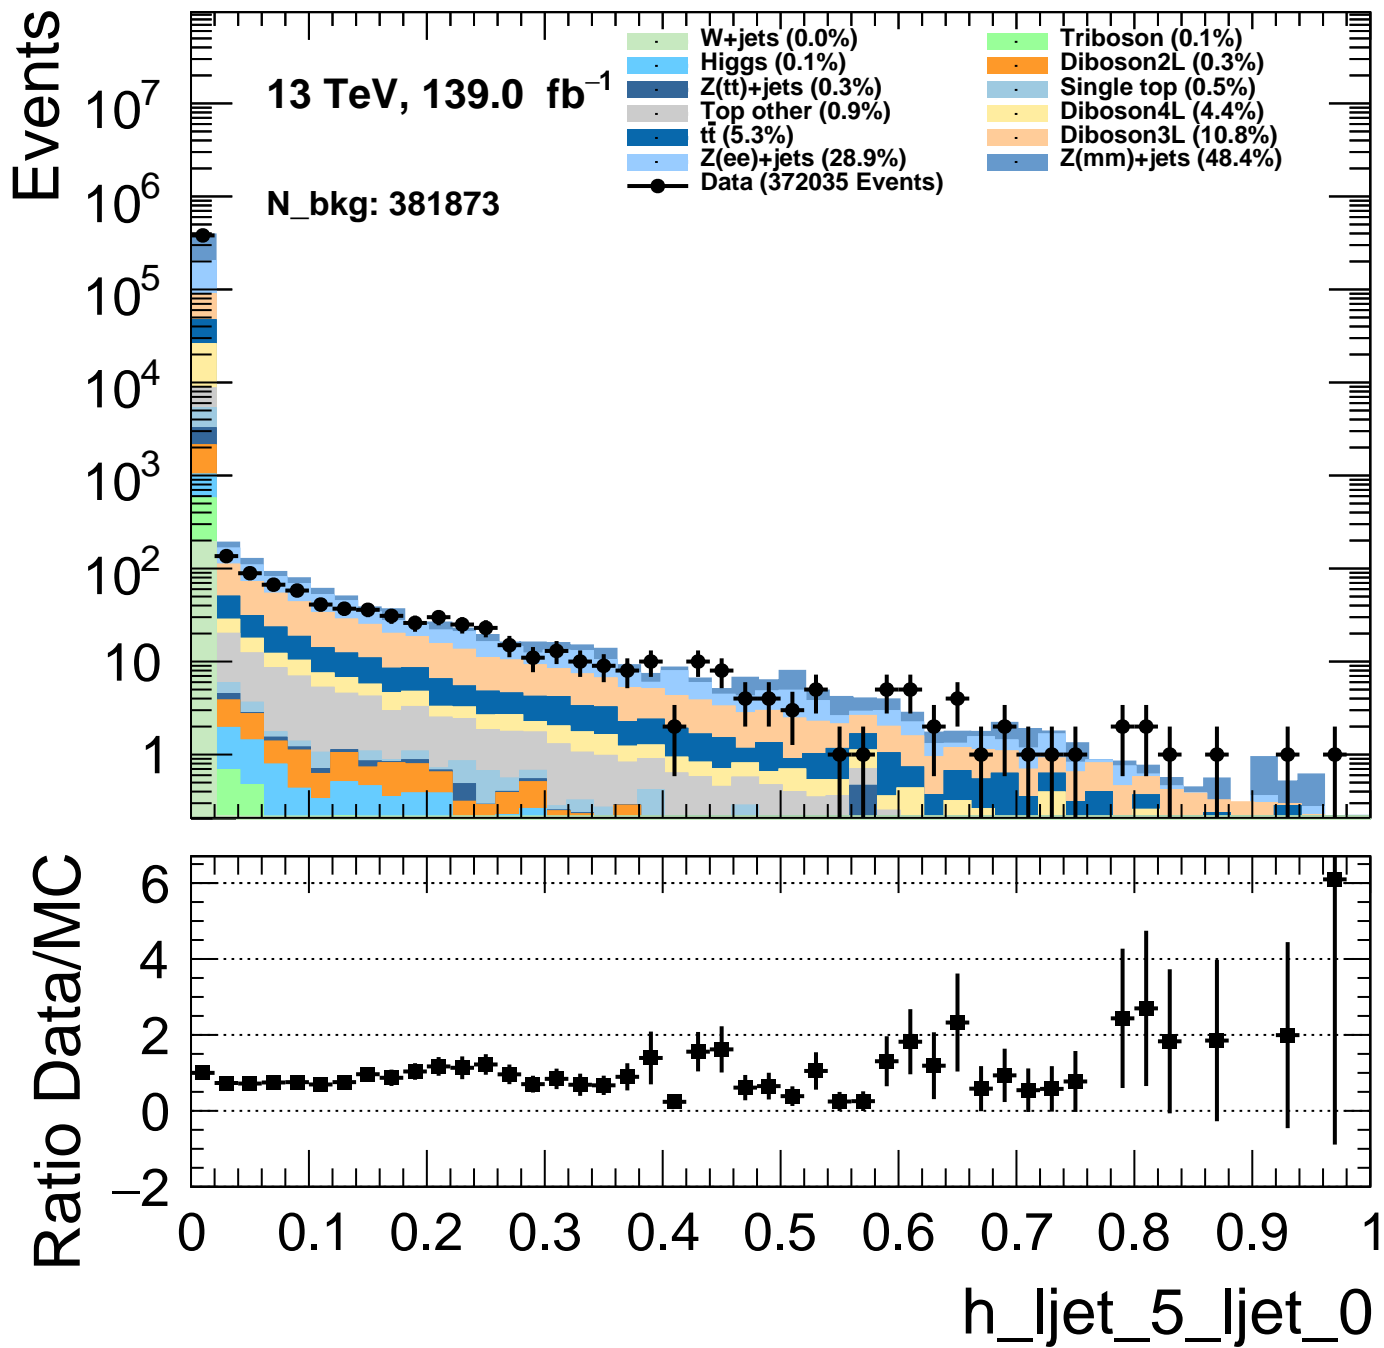 Events
10^7
10^6
10^5
10^4
10^3
10^2
10
1
13 TeV, 139.0 fb^−1
N_bkg: 381873
W+jets (0.0%)
Higgs (0.1%)
Z(tt)+jets (0.3%)
Top other (0.9%)
tt̄ (5.3%)
Z(ee)+jets (28.9%)
Data (372035 Events)
Triboson (0.1%)
Diboson2L (0.3%)
Single top (0.5%)
Diboson4L (4.4%)
Diboson3L (10.8%)
Z(mm)+jets (48.4%)
Ratio Data/MC
6
4
2
0
−2
0 0.1 0.2 0.3 0.4 0.5 0.6 0.7 0.8 0.9 1
h_ljet_5_ljet_0